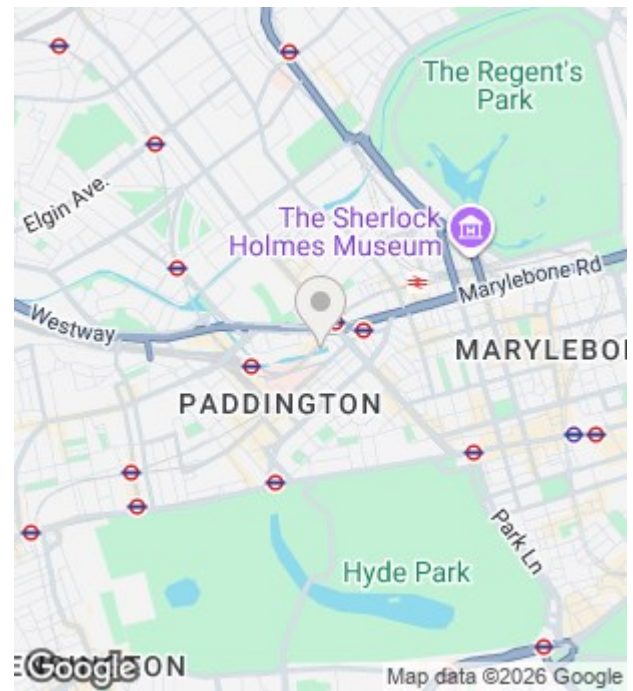 The Regent's
Park
Elgin Ave.
The Sherlock
Holmes Museum
Marylebone Rd
Westway
MARYLEBO
PADDINGTON
Park Ln
Hyde Park
Google
Map data ©2026 Google